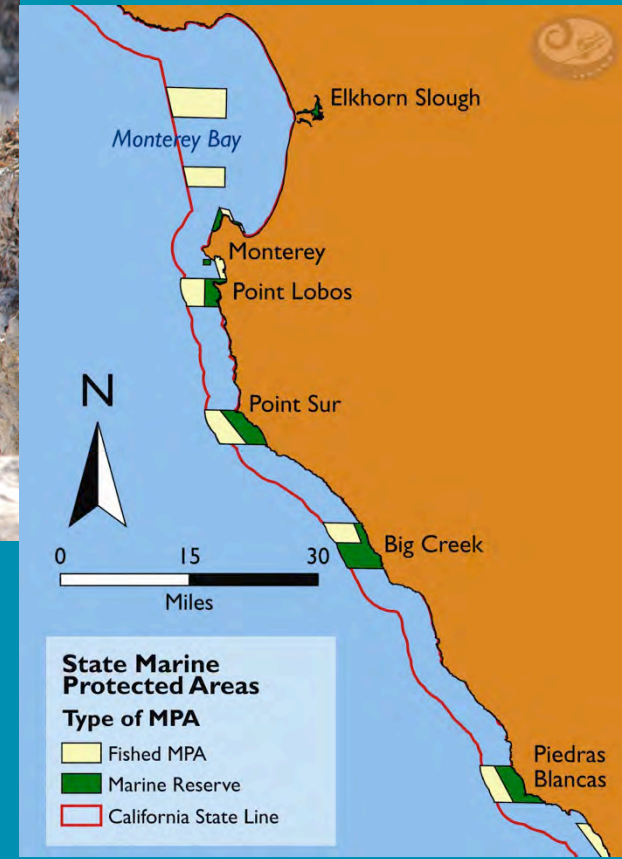 Elkhorn Slough
Monterey Bay
Monterey
Point Lobos
Point Sur
N
Big Creek
0 15 30
Miles
State Marine
Protected Areas
Type of MPA
Fished MPA
Marine Reserve
California State Line
Piedras
Blancas